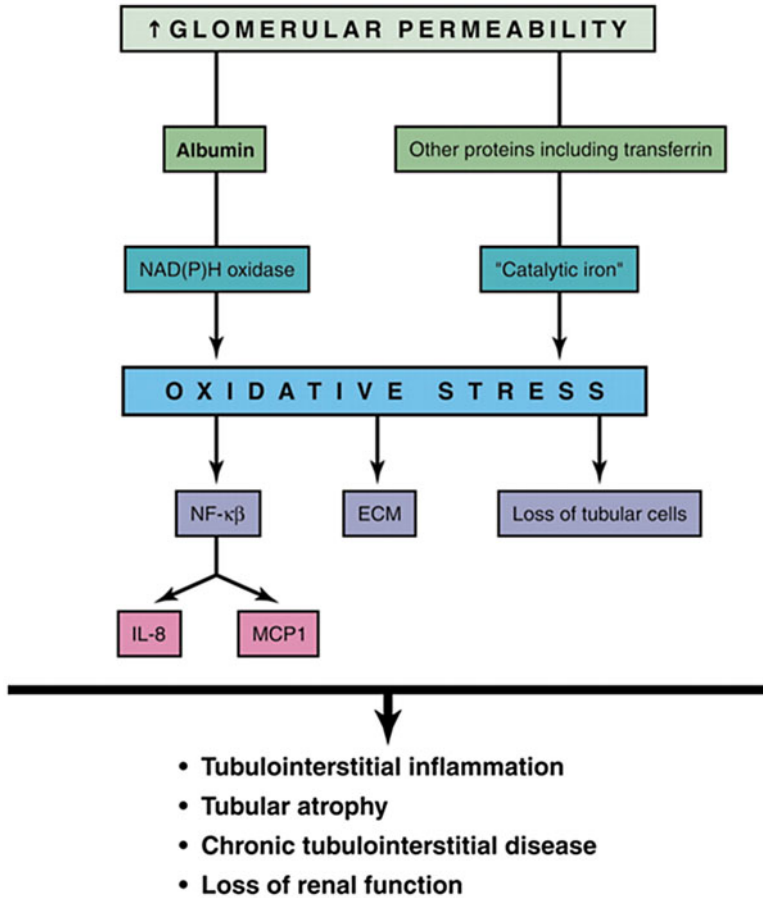 ↑ GLOMERULAR PERMEABILITY
Albumin
Other proteins including transferrin
NAD(P)H oxidase
"Catalytic iron"
OXIDATIVE STRESS
NF-κβ
ECM
Loss of tubular cells
IL-8
MCP1
• Tubulointerstitial inflammation
• Tubular atrophy
• Chronic tubulointerstitial disease
• Loss of renal function